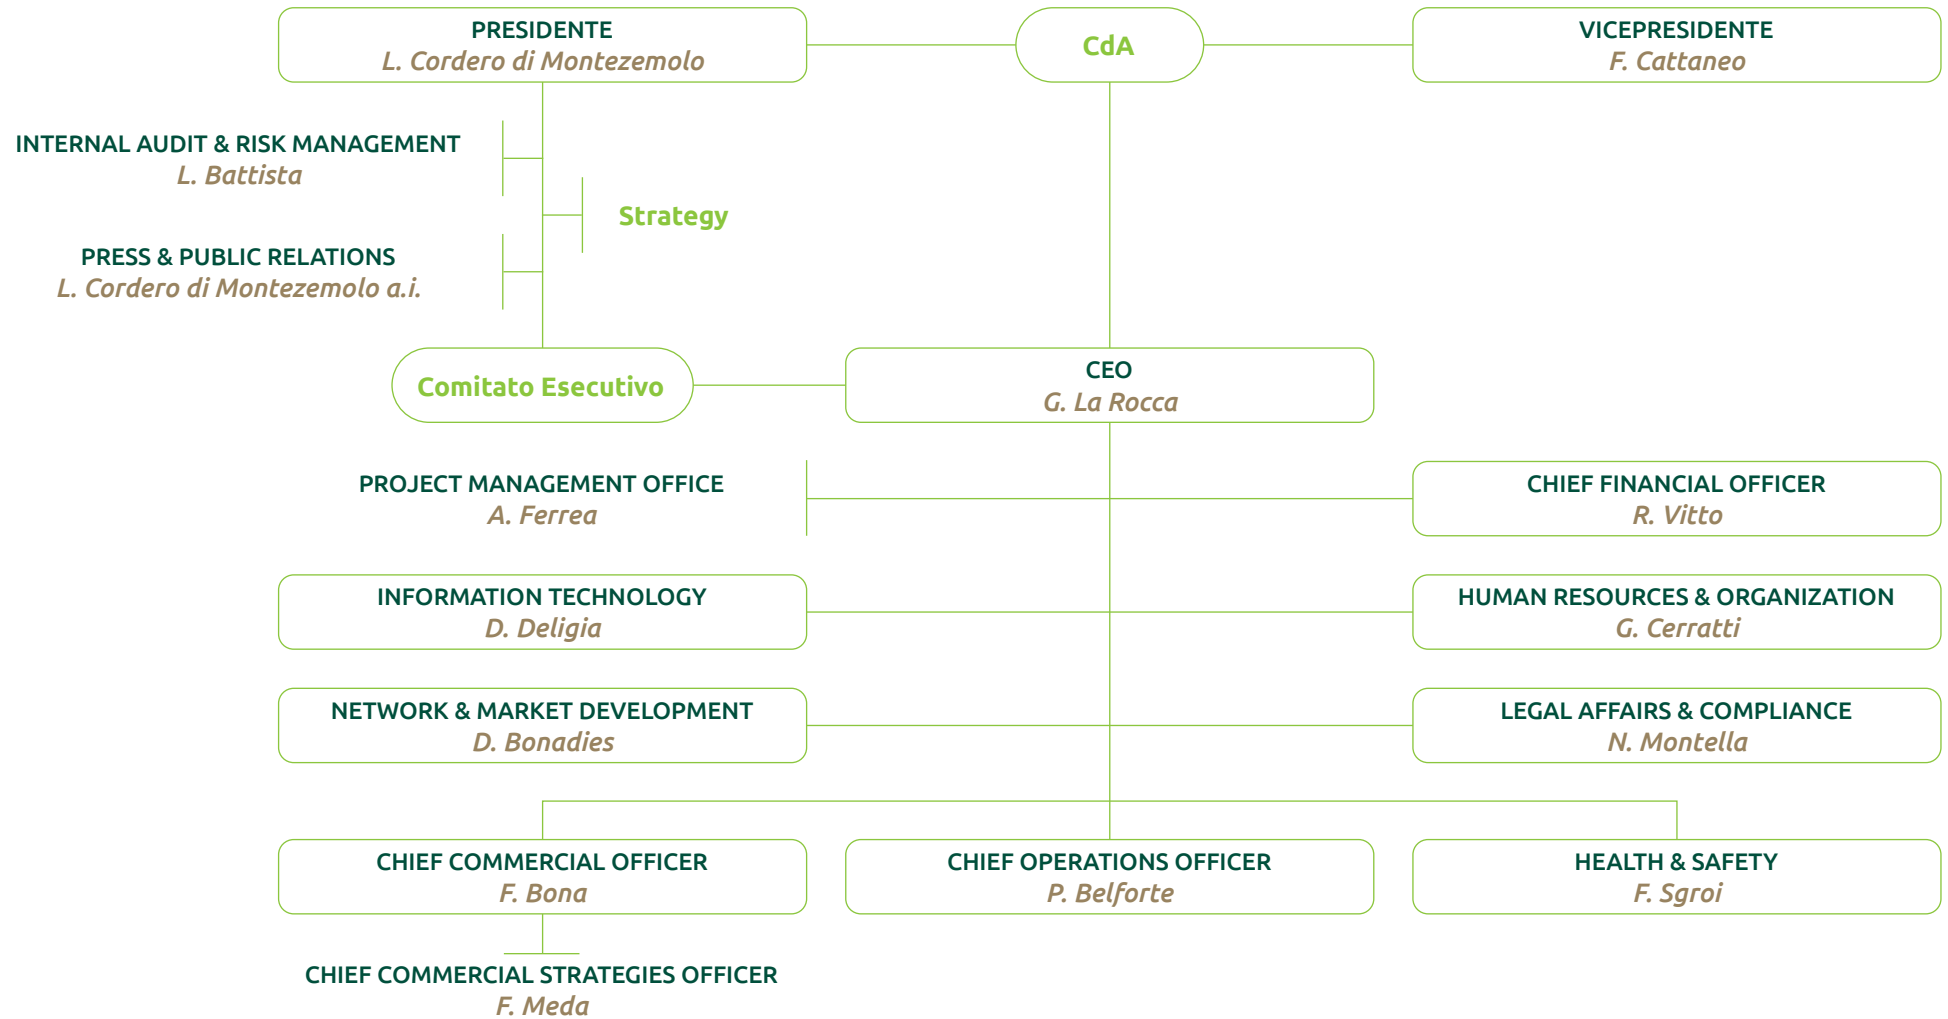 PRESIDENTE
L. Cordero di Montezemolo
CdA
VICEPRESIDENTE
F. Cattaneo
INTERNAL AUDIT & RISK MANAGEMENT
L. Battista
Strategy
PRESS & PUBLIC RELATIONS
L. Cordero di Montezemolo a.i.
Comitato Esecutivo
CEO
G. La Rocca
PROJECT MANAGEMENT OFFICE
A. Ferrea
CHIEF FINANCIAL OFFICER
R. Vitto
INFORMATION TECHNOLOGY
D. Deligia
HUMAN RESOURCES & ORGANIZATION
G. Cerratti
NETWORK & MARKET DEVELOPMENT
D. Bonadies
LEGAL AFFAIRS & COMPLIANCE
N. Montella
CHIEF COMMERCIAL OFFICER
F. Bona
CHIEF OPERATIONS OFFICER
P. Belforte
HEALTH & SAFETY
F. Sgroi
CHIEF COMMERCIAL STRATEGIES OFFICER
F. Meda